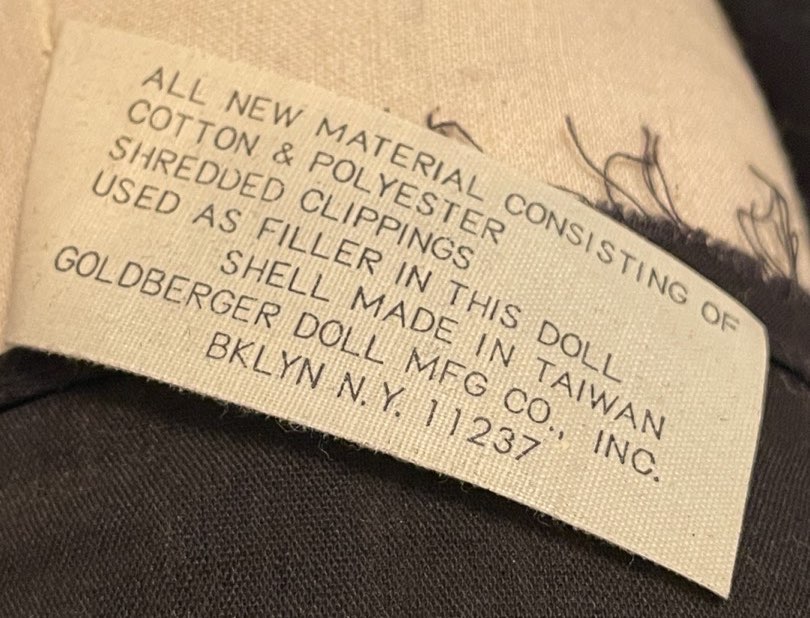 ALL NEW MATERIAL CONSISTING OF
COTTON & POLYESTER
SHREDDED CLIPPINGS
USED AS FILLER IN THIS DOLL
SHELL MADE IN TAIWAN
GOLDBERGER DOLL MFG CO., INC.
BKLYN N.Y. 11237